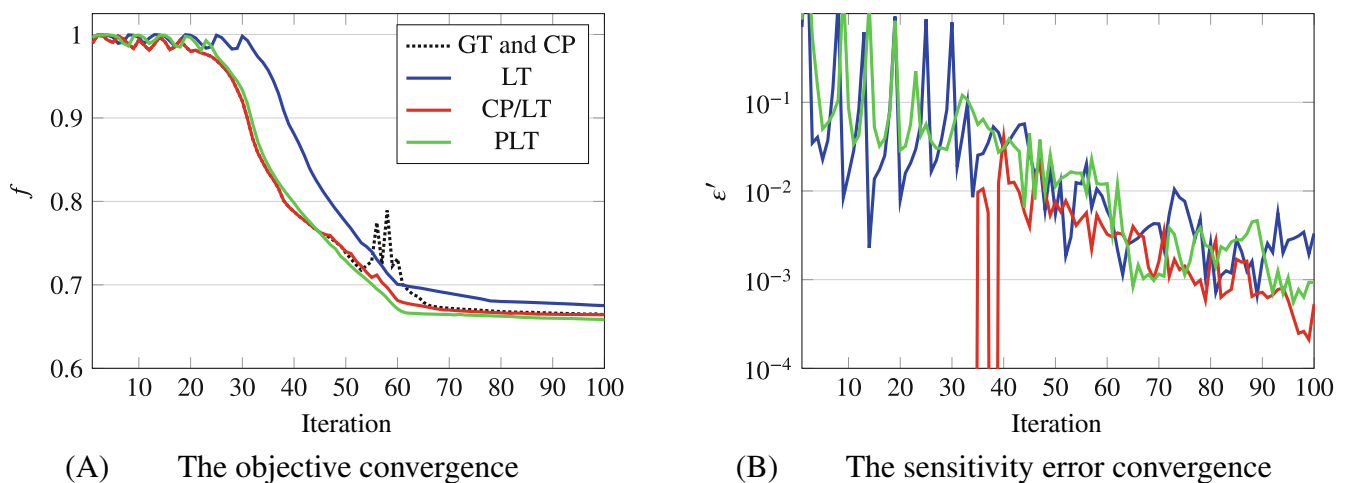 1
0.9
0.8
0.7
0.6
f
10 20 30 40 50 60 70 80 90 100
Iteration
GT and CP
LT
CP/LT
PLT
(A) The objective convergence
10−1
10−2
10−3
10−4
ε′
10 20 30 40 50 60 70 80 90 100
Iteration
(B) The sensitivity error convergence